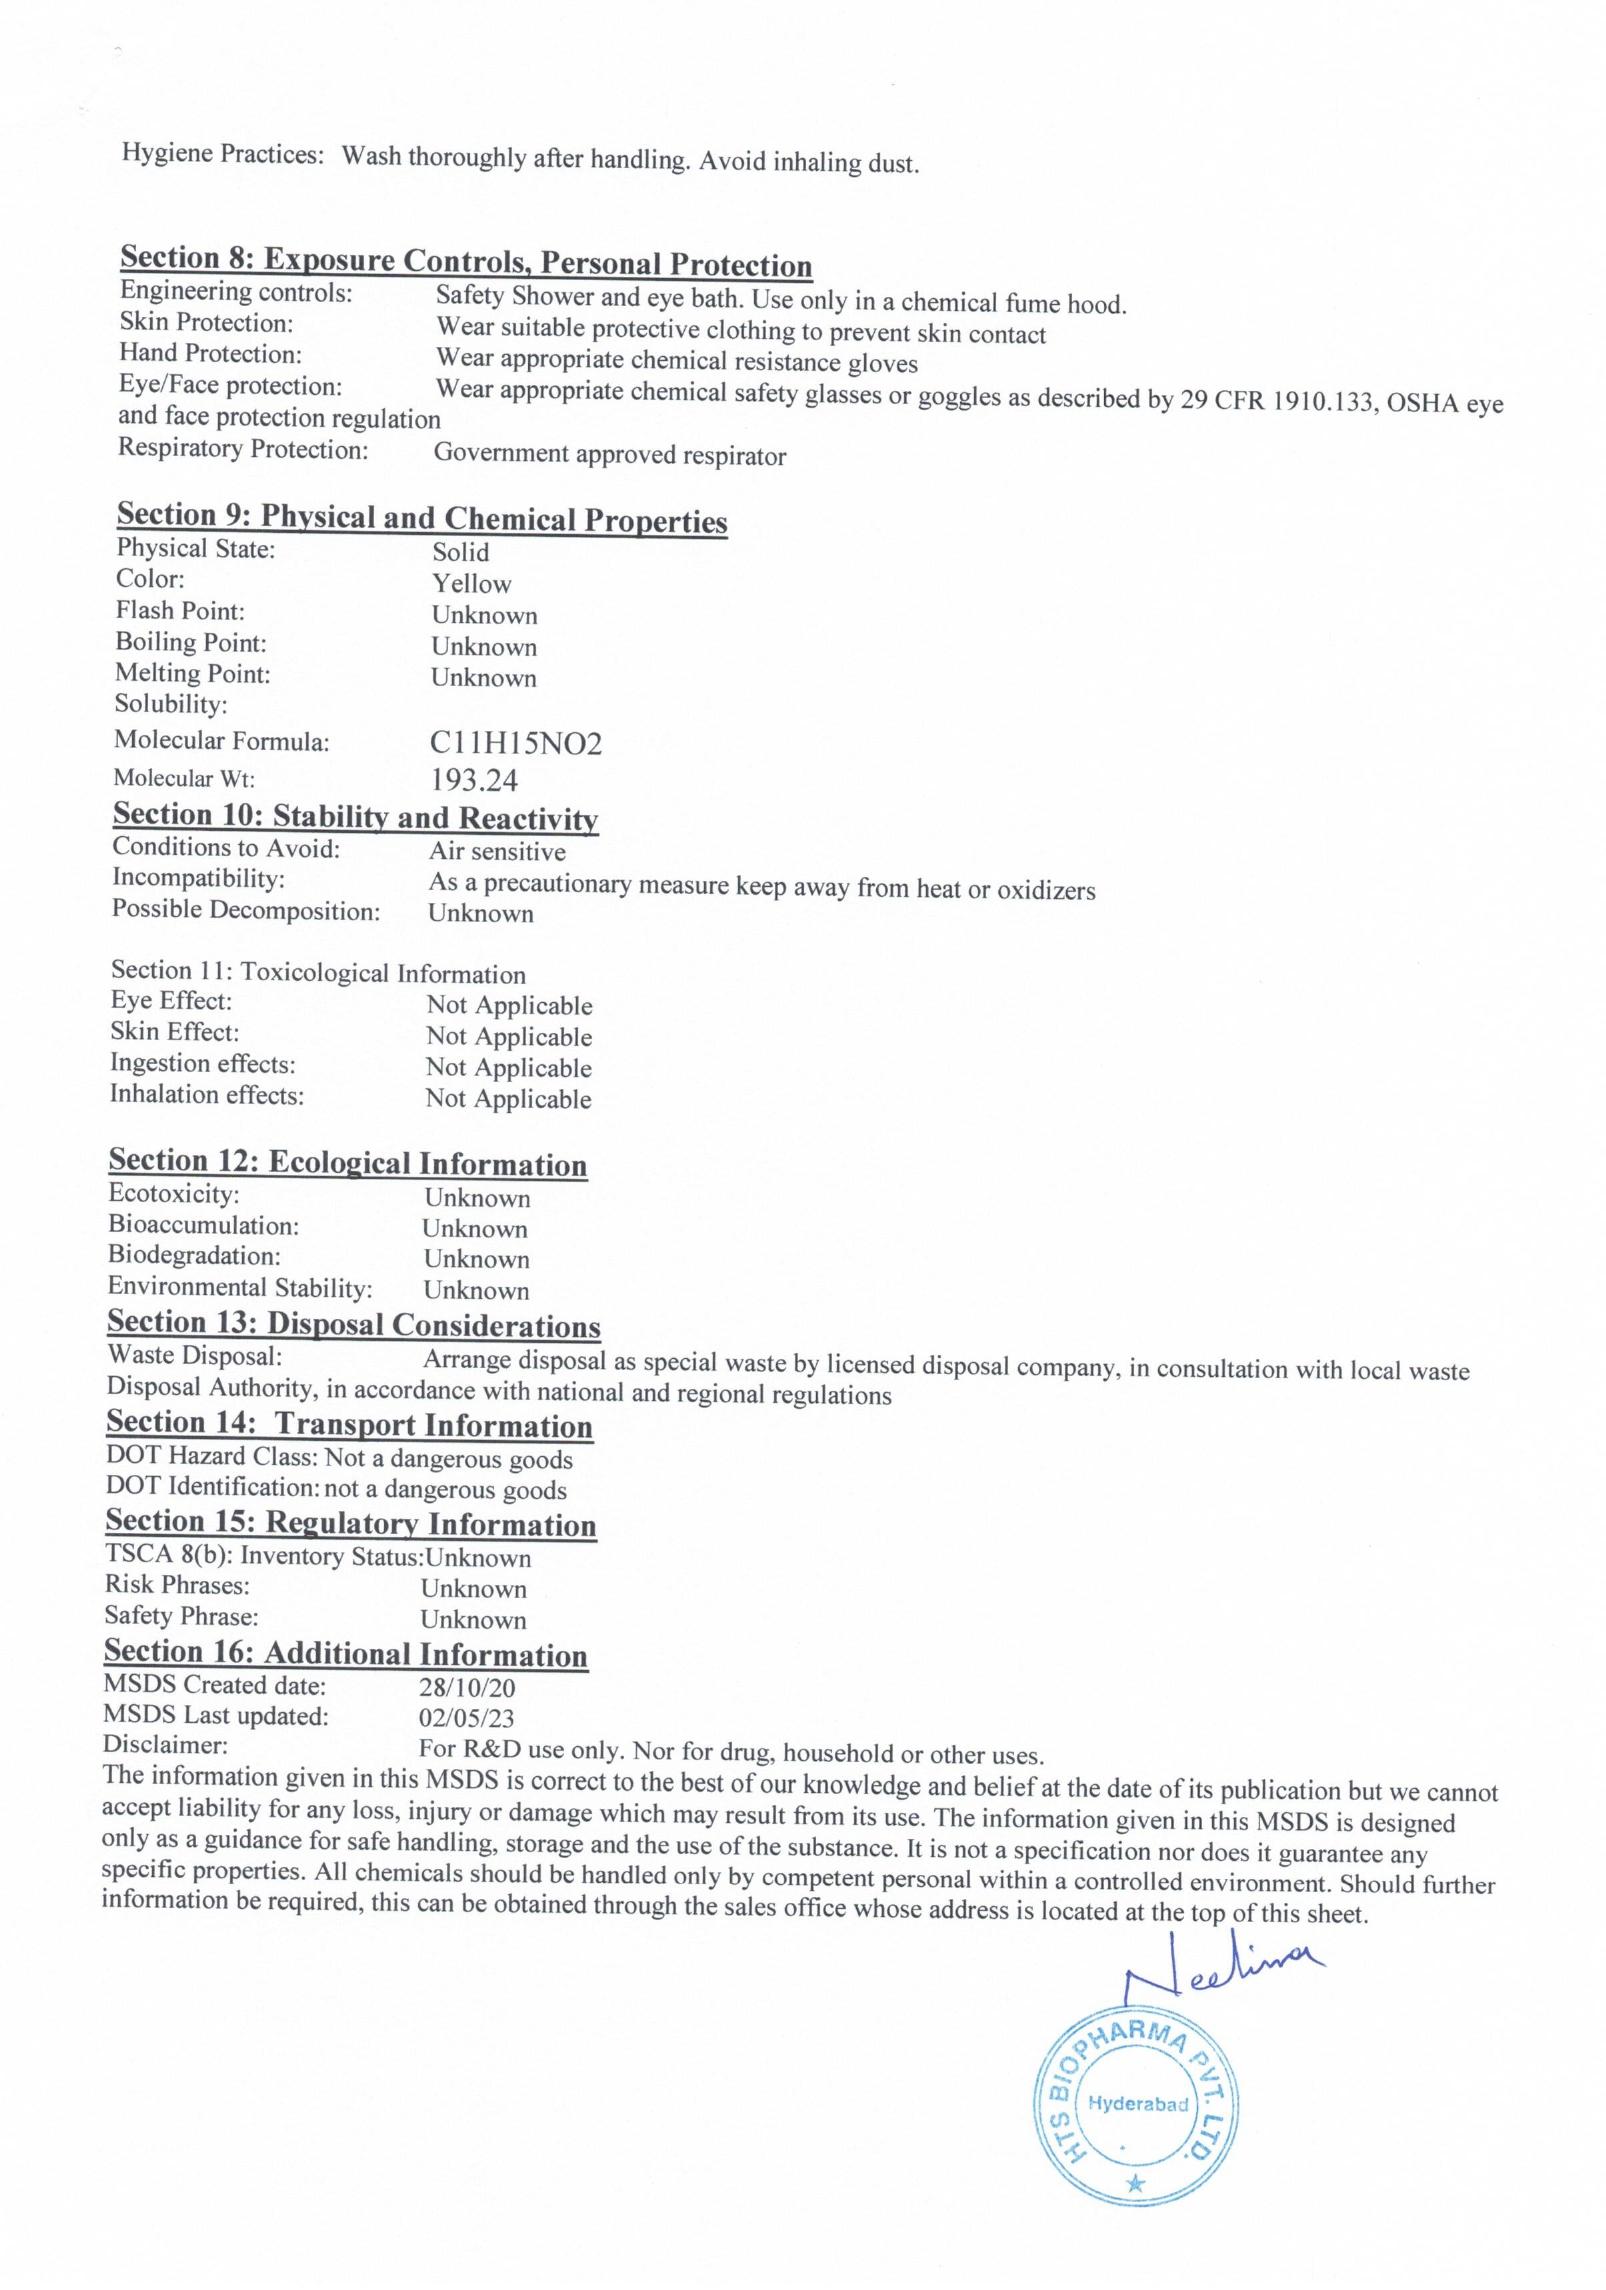 Hygiene Practices: Wash thoroughly after handling. Avoid inhaling dust.
Section 8: Exposure Controls, Personal Protection
Engineering controls: Safety Shower and eye bath. Use only in a chemical fume hood.
Skin Protection: Wear suitable protective clothing to prevent skin contact
Hand Protection: Wear appropriate chemical resistance gloves
Eye/Face protection: Wear appropriate chemical safety glasses or goggles as described by 29 CFR 1910.133, OSHA eye
and face protection regulation
Respiratory Protection: Government approved respirator
Section 9: Physical and Chemical Properties
Physical State: Solid
Color: Yellow
Flash Point: Unknown
Boiling Point: Unknown
Melting Point: Unknown
Solubility:
Molecular Formula: C11H15NO2
Molecular Wt: 193.24
Section 10: Stability and Reactivity
Conditions to Avoid: Air sensitive
Incompatibility: As a precautionary measure keep away from heat or oxidizers
Possible Decomposition: Unknown
Section 11: Toxicological Information
Eye Effect: Not Applicable
Skin Effect: Not Applicable
Ingestion effects: Not Applicable
Inhalation effects: Not Applicable
Section 12: Ecological Information
Ecotoxicity: Unknown
Bioaccumulation: Unknown
Biodegradation: Unknown
Environmental Stability: Unknown
Section 13: Disposal Considerations
Waste Disposal: Arrange disposal as special waste by licensed disposal company, in consultation with local waste
Disposal Authority, in accordance with national and regional regulations
Section 14: Transport Information
DOT Hazard Class: Not a dangerous goods
DOT Identification: not a dangerous goods
Section 15: Regulatory Information
TSCA 8(b): Inventory Status:Unknown
Risk Phrases: Unknown
Safety Phrase: Unknown
Section 16: Additional Information
MSDS Created date: 28/10/20
MSDS Last updated: 02/05/23
Disclaimer: For R&D use only. Nor for drug, household or other uses.
The information given in this MSDS is correct to the best of our knowledge and belief at the date of its publication but we cannot
accept liability for any loss, injury or damage which may result from its use. The information given in this MSDS is designed
only as a guidance for safe handling, storage and the use of the substance. It is not a specification nor does it guarantee any
specific properties. All chemicals should be handled only by competent personal within a controlled environment. Should further
information be required, this can be obtained through the sales office whose address is located at the top of this sheet.
Neelima
HTS BIOPHARMA PVT. LTD.
Hyderabad